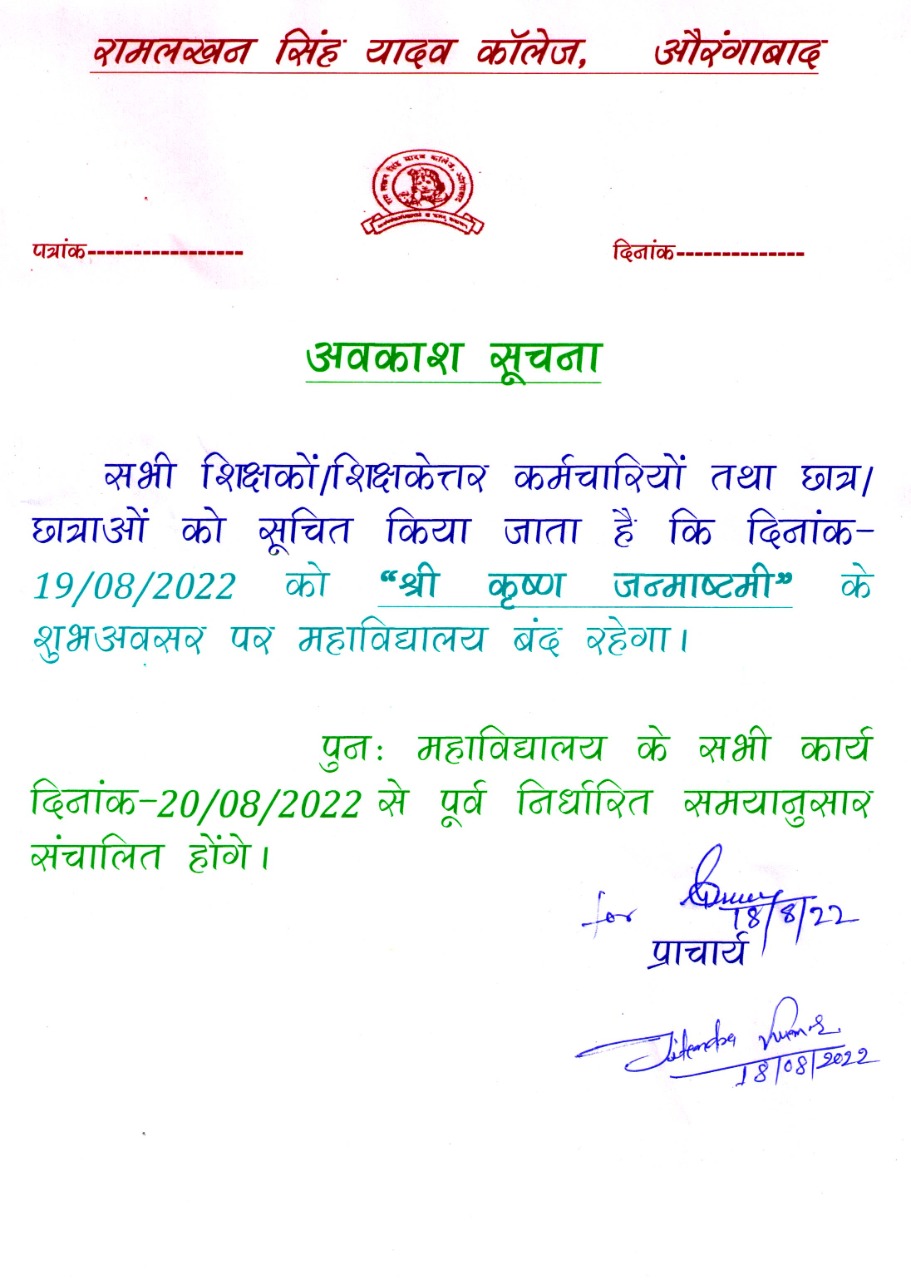 रामलखन सिंह यादव कॉलेज, औरंगाबाद
पत्रांक-----------------
दिनांक--------------
अवकाश सूचना
सभी शिक्षकों/शिक्षकेत्तर कर्मचारियों तथा छात्र/
छात्राओं को सूचित किया जाता है कि दिनांक-
19/08/2022 को “श्री कृष्ण जन्माष्टमी” के
शुभअवसर पर महाविद्यालय बंद रहेगा।
पुनः महाविद्यालय के सभी कार्य
दिनांक-20/08/2022 से पूर्व निर्धारित समयानुसार
संचालित होंगे।
for
18/8/22
प्राचार्य
Jitendra Kumar
18/08/2022